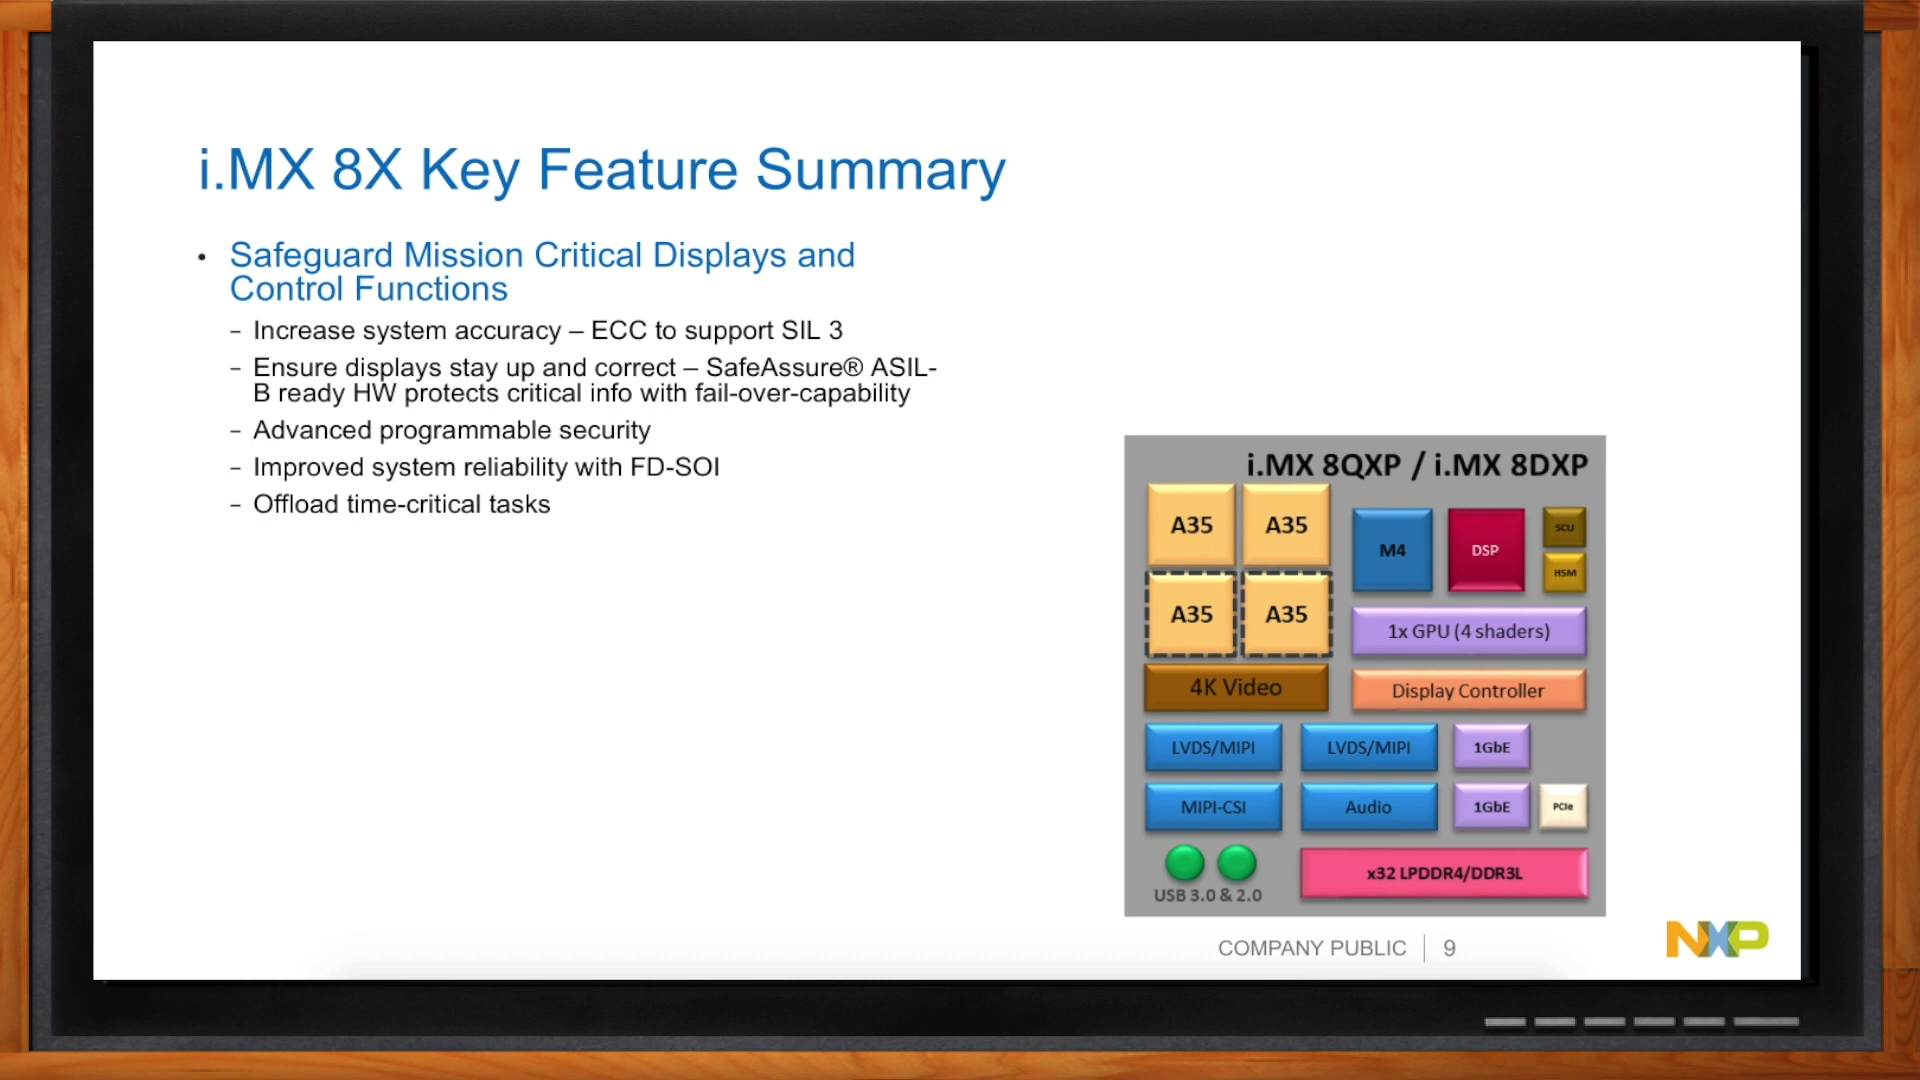 i.MX 8X Key Feature Summary
• Safeguard Mission Critical Displays and
Control Functions
– Increase system accuracy – ECC to support SIL 3
– Ensure displays stay up and correct – SafeAssure® ASIL-
B ready HW protects critical info with fail-over-capability
– Advanced programmable security
– Improved system reliability with FD-SOI
– Offload time-critical tasks
i.MX 8QXP / i.MX 8DXP
A35 A35
M4 DSP
SCU
HSM
A35 A35
1x GPU (4 shaders)
4K Video
Display Controller
LVDS/MIPI LVDS/MIPI 1GbE
MIPI-CSI Audio 1GbE PCIe
USB 3.0 & 2.0
x32 LPDDR4/DDR3L
COMPANY PUBLIC 9
NXP